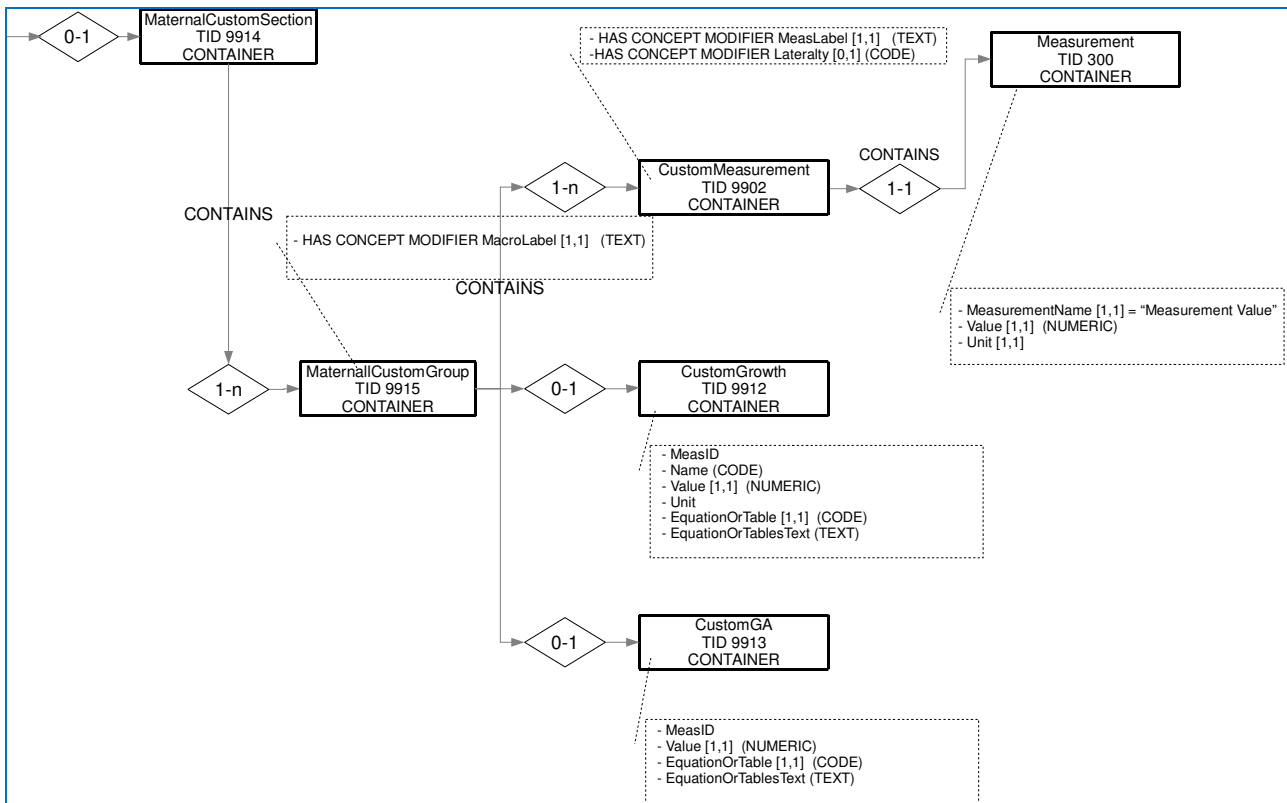 MaternalCustomSection
TID 9914
CONTAINER
0-1
- HAS CONCEPT MODIFIER MeasLabel [1,1]   (TEXT)
-HAS CONCEPT MODIFIER Lateralty [0,1] (CODE)
Measurement
TID 300
CONTAINER
CONTAINS
1-n
CustomMeasurement
TID 9902
CONTAINER
CONTAINS
1-1
- HAS CONCEPT MODIFIER MacroLabel [1,1]   (TEXT)
CONTAINS
- MeasurementName [1,1] = “Measurement Value”
- Value [1,1]  (NUMERIC)
- Unit [1,1]
1-n
MaternallCustomGroup
TID 9915
CONTAINER
0-1
CustomGrowth
TID 9912
CONTAINER
- MeasID
- Name (CODE)
- Value [1,1]  (NUMERIC)
- Unit
- EquationOrTable [1,1]  (CODE)
- EquationOrTablesText (TEXT)
0-1
CustomGA
TID 9913
CONTAINER
- MeasID
- Value [1,1]  (NUMERIC)
- EquationOrTable [1,1]  (CODE)
- EquationOrTablesText (TEXT)